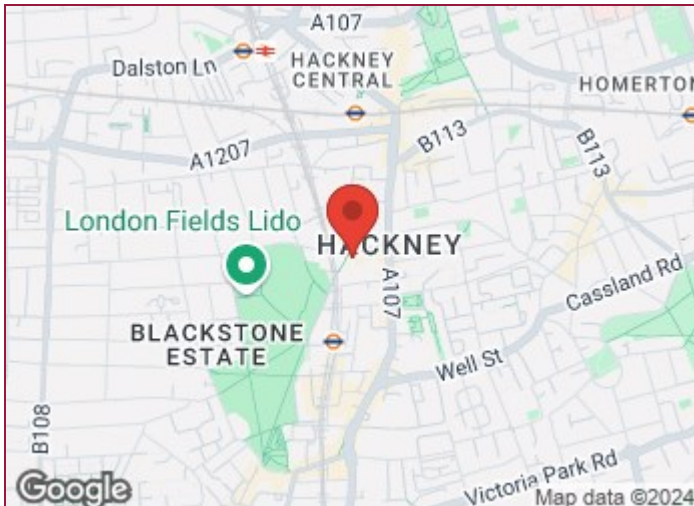 A107
Dalston Ln
HACKNEY
CENTRAL
HOMERTON
B113
B113
A1207
London Fields Lido
HACKNEY
A107
Cassland Rd
BLACKSTONE
ESTATE
Well St
B108
Victoria Park Rd
Google
Map data ©2024